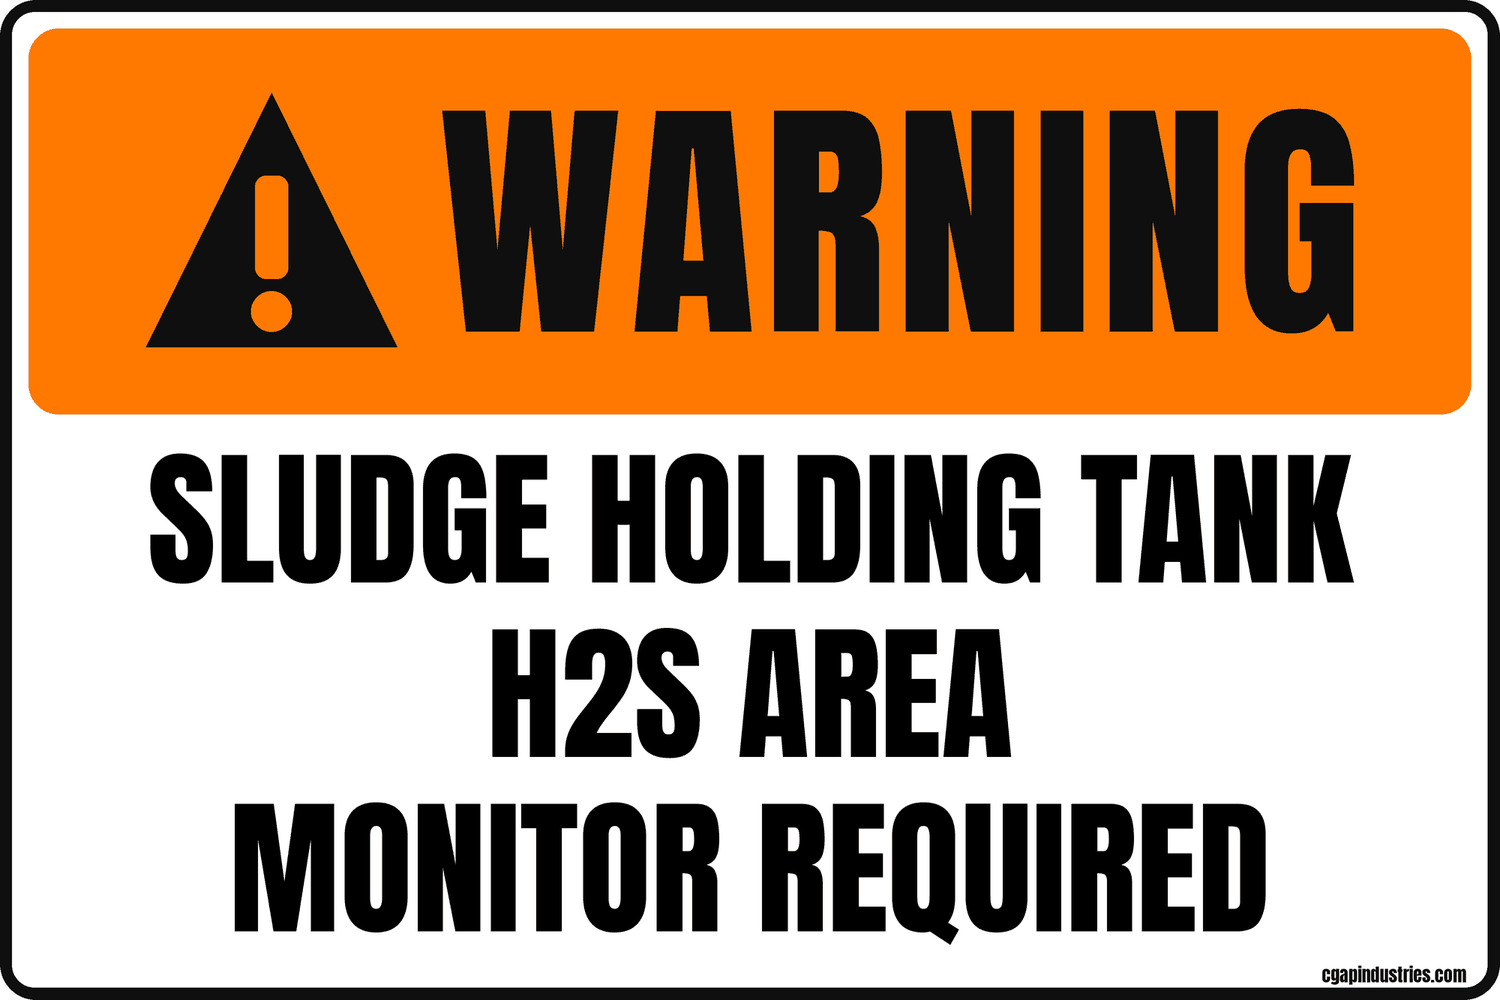 WARNING
SLUDGE HOLDING TANK
H2S AREA
MONITOR REQUIRED
cgapindustries.com